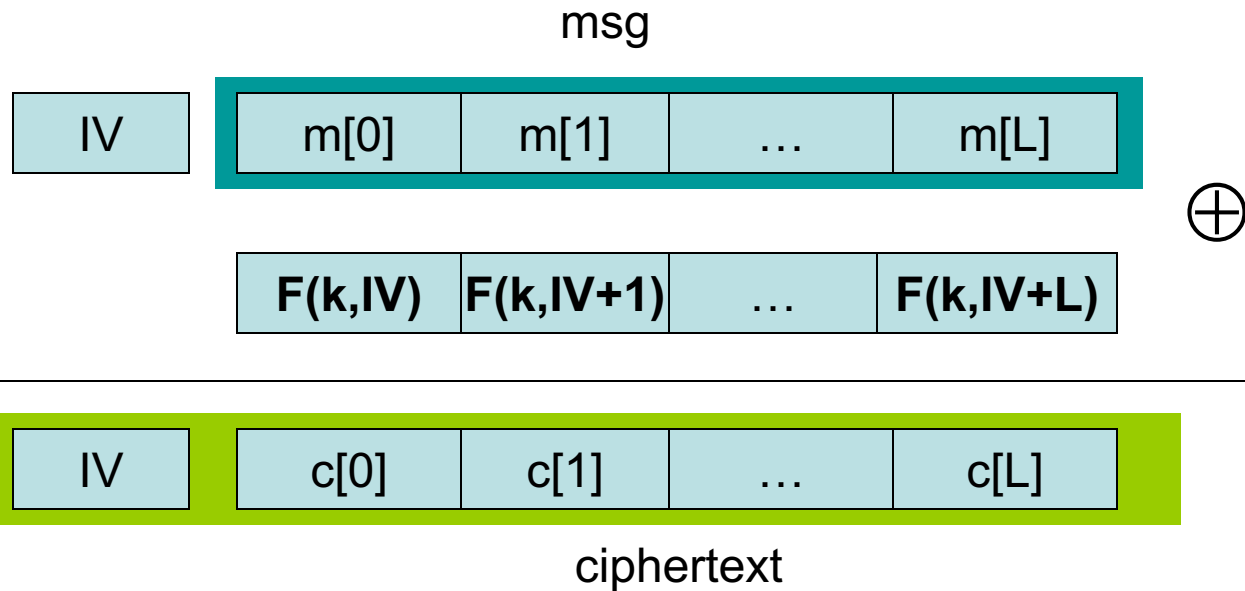 msg
IV m[0] m[1] … m[L]
⊕
F(k,IV) F(k,IV+1) … F(k,IV+L)
IV c[0] c[1] … c[L]
ciphertext